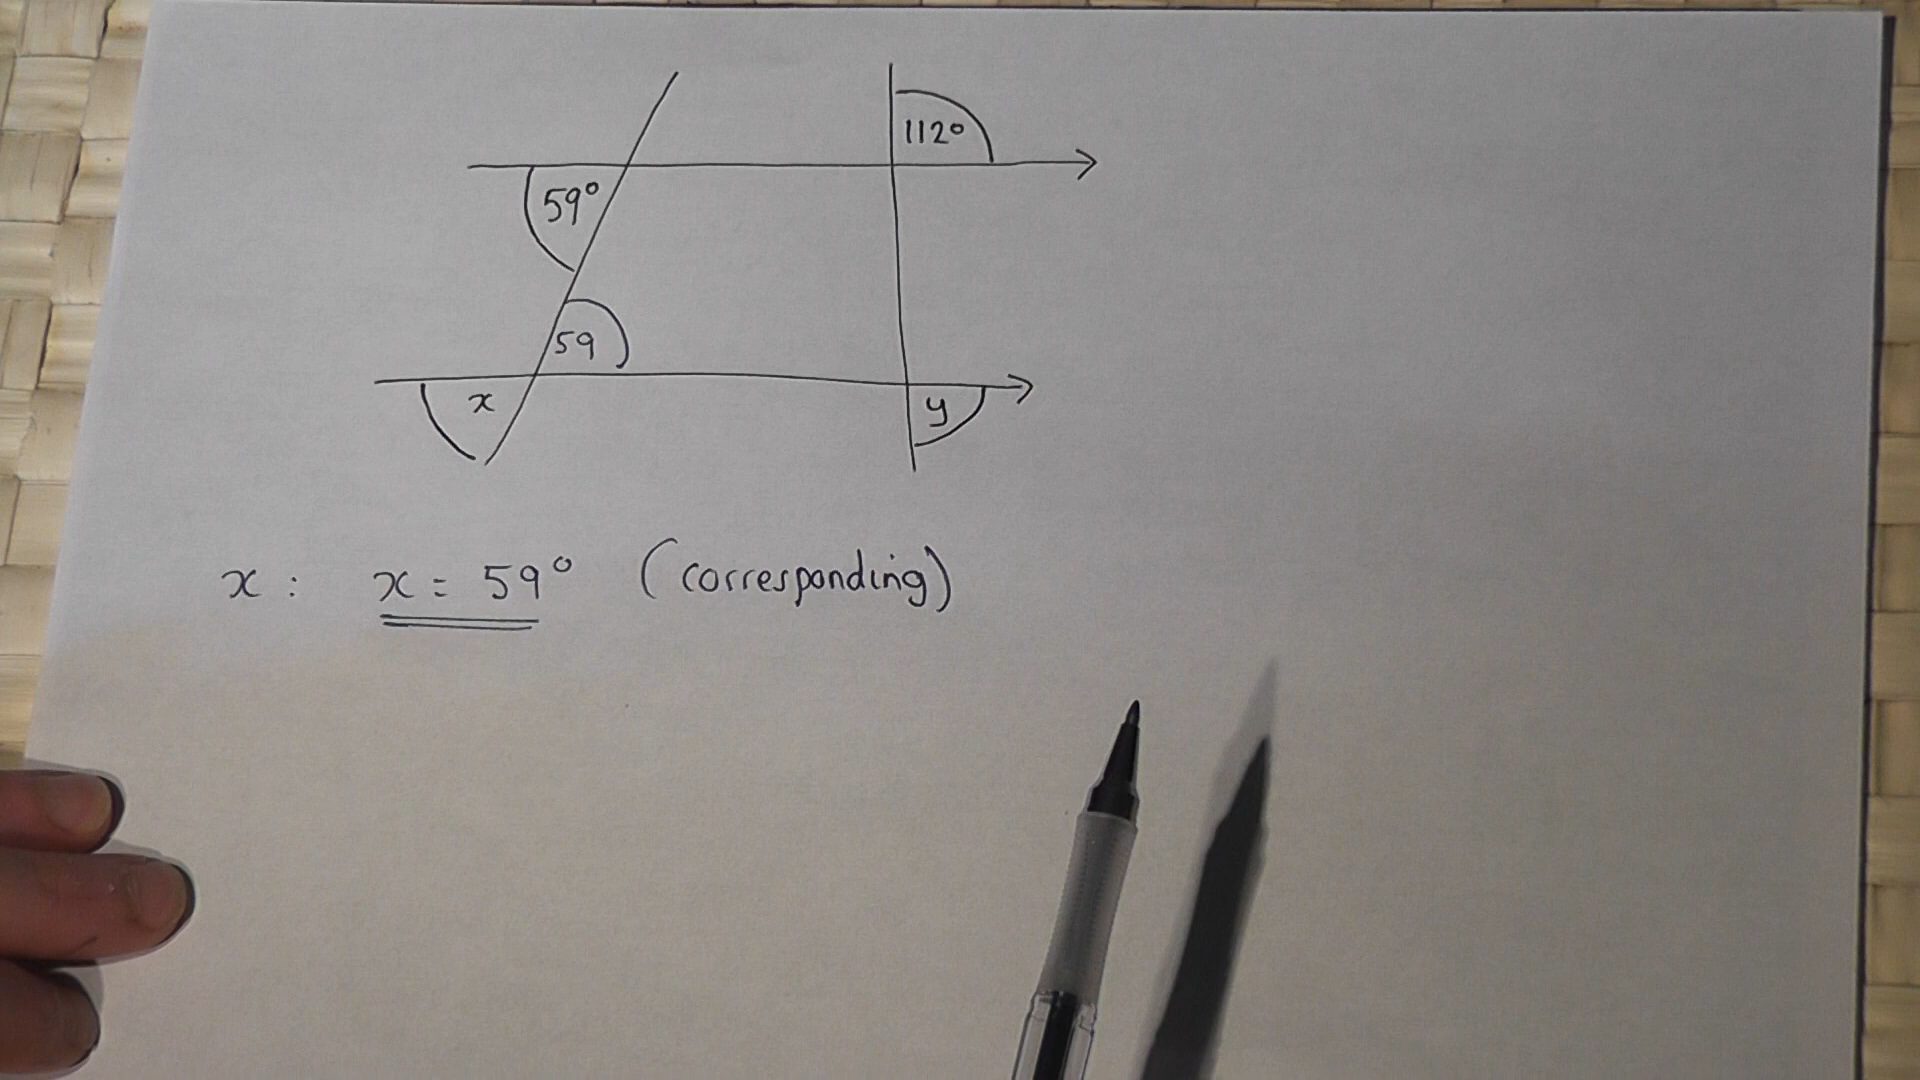 112°
59°
59
x
y
x : x = 59° (corresponding)